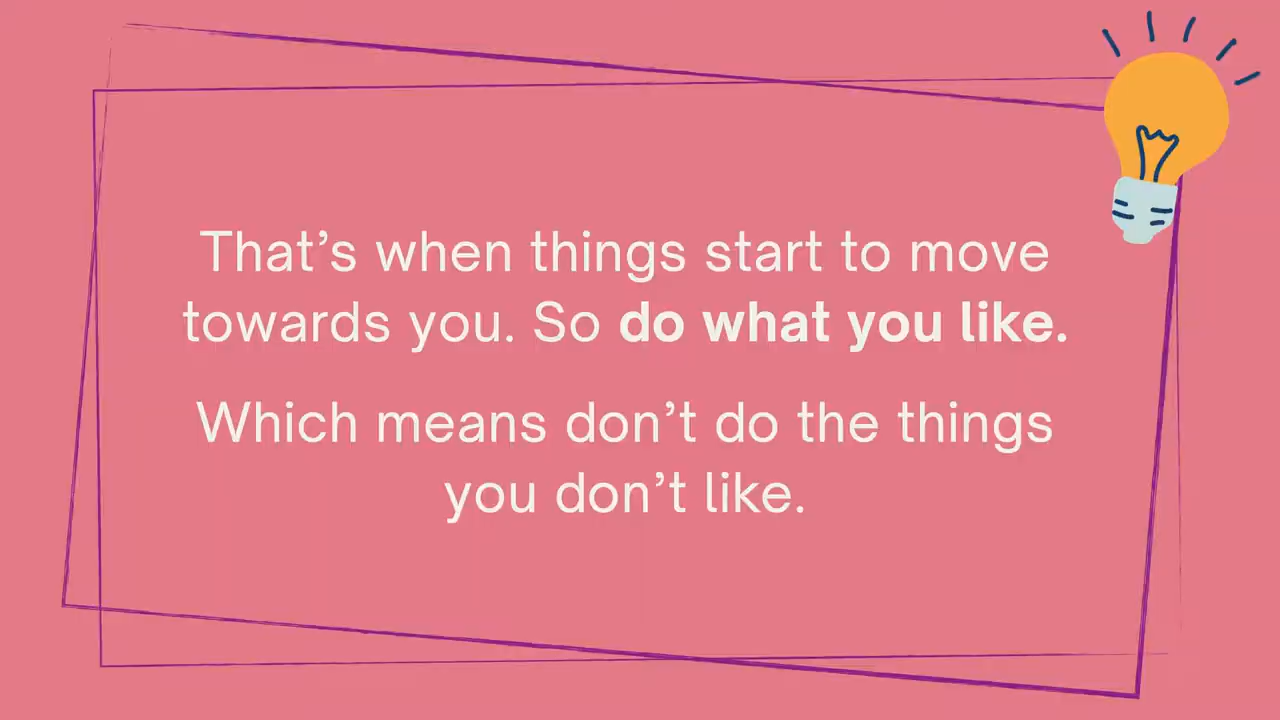 That’s when things start to move
towards you. So do what you like.
Which means don’t do the things
you don’t like.